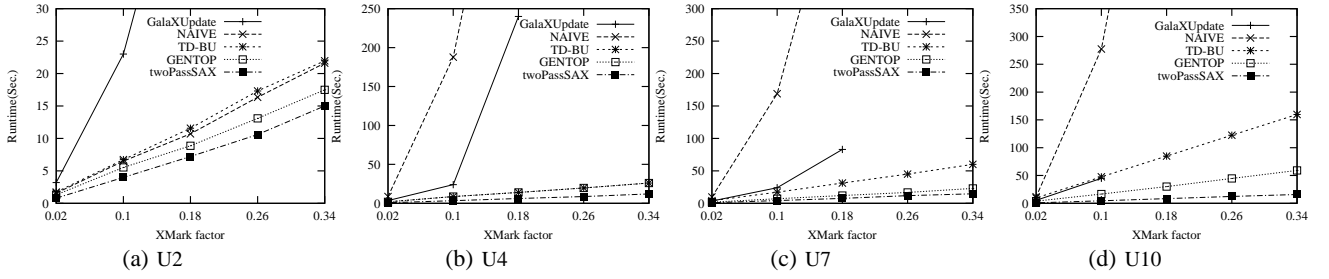 30
25
20
15
10
5
0
Runtime(Sec.)
GalaXUpdate
NAIVE
TD-BU
GENTOP
twoPassSAX
0.02 0.1 0.18 0.26 0.34
XMark factor
(a) U2
250
200
150
100
50
0
Runtime(Sec.)
GalaXUpdate
NAIVE
TD-BU
GENTOP
twoPassSAX
0.02 0.1 0.18 0.26 0.34
XMark factor
(b) U4
300
250
200
150
100
50
0
Runtime(Sec.)
GalaXUpdate
NAIVE
TD-BU
GENTOP
twoPassSAX
0.02 0.1 0.18 0.26 0.34
XMark factor
(c) U7
350
300
250
200
150
100
50
0
Runtime(Sec.)
GalaXUpdate
NAIVE
TD-BU
GENTOP
twoPassSAX
0.02 0.1 0.18 0.26 0.34
XMark factor
(d) U10